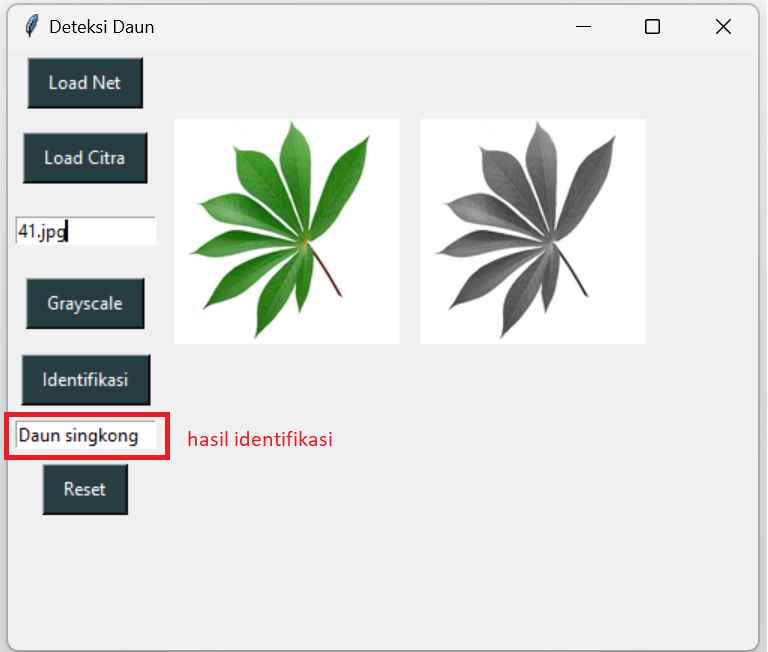 Deteksi Daun
Load Net
Load Citra
41.jpg
Grayscale
Identifikasi
Daun singkong
hasil identifikasi
Reset